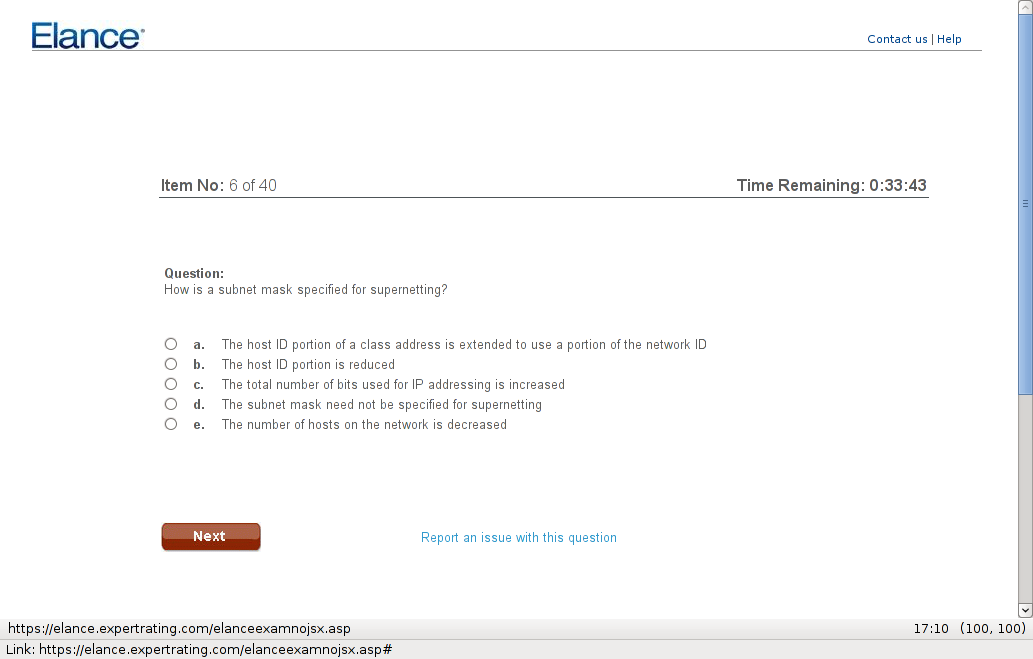 Elance®
Contact us | Help
Item No: 6 of 40
Time Remaining: 0:33:43
Question:
How is a subnet mask specified for supernetting?
a. The host ID portion of a class address is extended to use a portion of the network ID
b. The host ID portion is reduced
c. The total number of bits used for IP addressing is increased
d. The subnet mask need not be specified for supernetting
e. The number of hosts on the network is decreased
Next
Report an issue with this question
https://elance.expertrating.com/elanceexamnojsx.asp
17:10 (100, 100)
Link: https://elance.expertrating.com/elanceexamnojsx.asp#